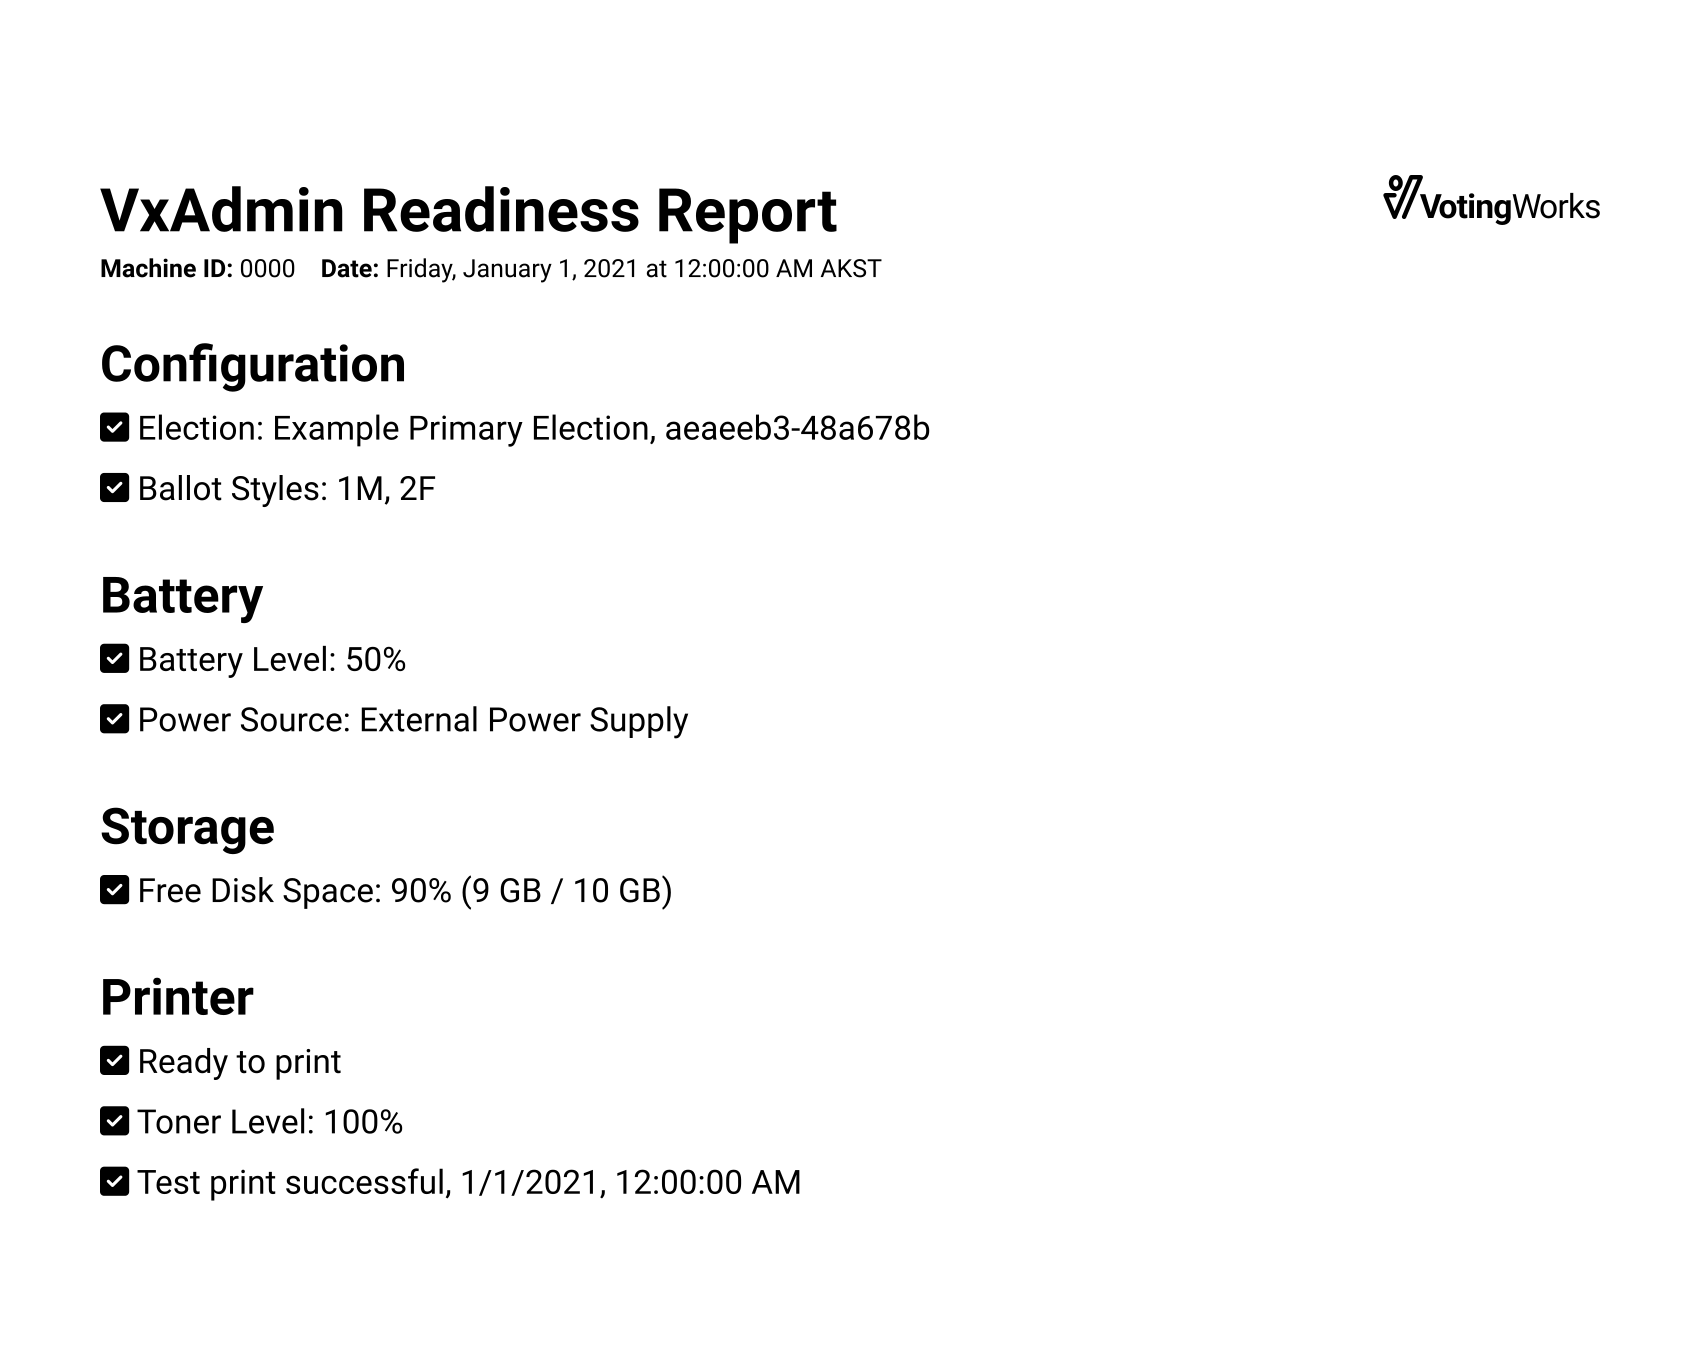 VxAdmin Readiness Report
VotingWorks
Machine ID: 0000 Date: Friday, January 1, 2021 at 12:00:00 AM AKST
Configuration
Election: Example Primary Election, aeaeeb3-48a678b
Ballot Styles: 1M, 2F
Battery
Battery Level: 50%
Power Source: External Power Supply
Storage
Free Disk Space: 90% (9 GB / 10 GB)
Printer
Ready to print
Toner Level: 100%
Test print successful, 1/1/2021, 12:00:00 AM